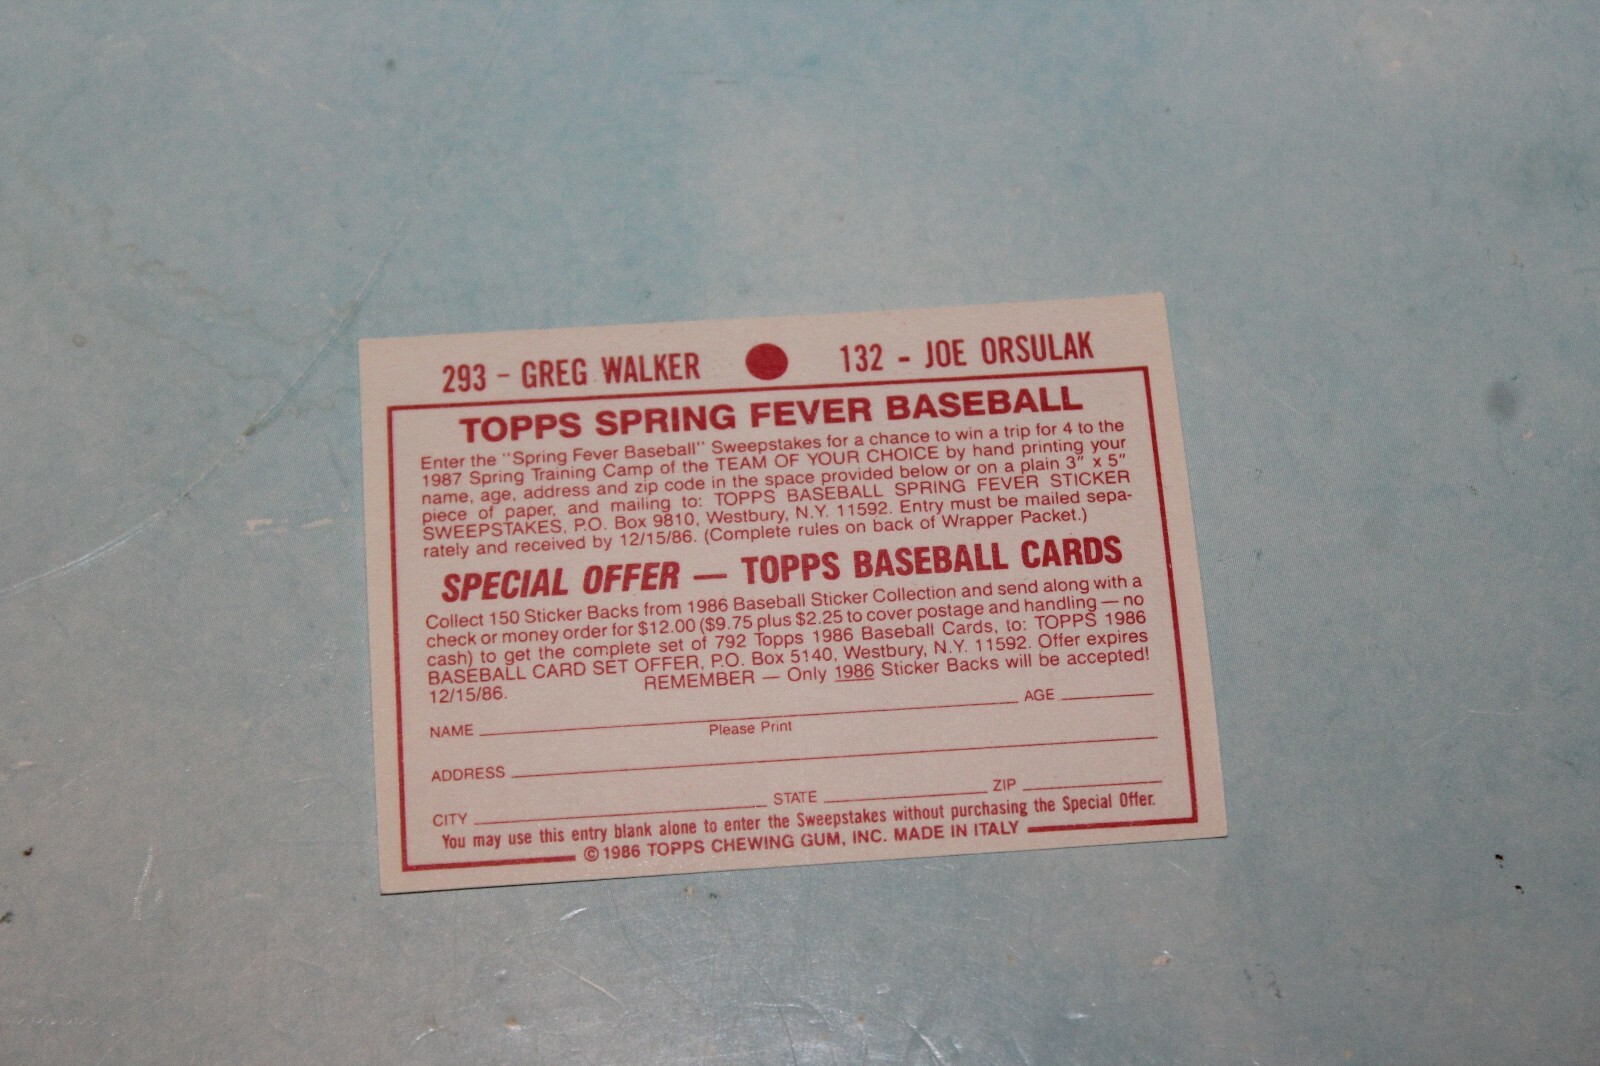 293 - GREG WALKER 132 - JOE ORSULAK
TOPPS SPRING FEVER BASEBALL
Enter the "Spring Fever Baseball" Sweepstakes for a chance to win a trip for 4 to the
1987 Spring Training Camp of the TEAM OF YOUR CHOICE by hand printing your
name, age, address and zip code in the space provided below or on a plain 3" x 5"
piece of paper, and mailing to: TOPPS BASEBALL SPRING FEVER STICKER
SWEEPSTAKES, P.O. Box 9810, Westbury, N.Y. 11592. Entry must be mailed sepa-
rately and received by 12/15/86. (Complete rules on back of Wrapper Packet.)
SPECIAL OFFER — TOPPS BASEBALL CARDS
Collect 150 Sticker Backs from 1986 Baseball Sticker Collection and send along with a
check or money order for $12.00 ($9.75 plus $2.25 to cover postage and handling — no
cash) to get the complete set of 792 Topps 1986 Baseball Cards, to: TOPPS 1986
BASEBALL CARD SET OFFER, P.O. Box 5140, Westbury, N.Y. 11592. Offer expires
12/15/86. REMEMBER — Only 1986 Sticker Backs will be accepted!
NAME AGE
Please Print
ADDRESS
CITY STATE ZIP
You may use this entry blank alone to enter the Sweepstakes without purchasing the Special Offer.
© 1986 TOPPS CHEWING GUM, INC. MADE IN ITALY